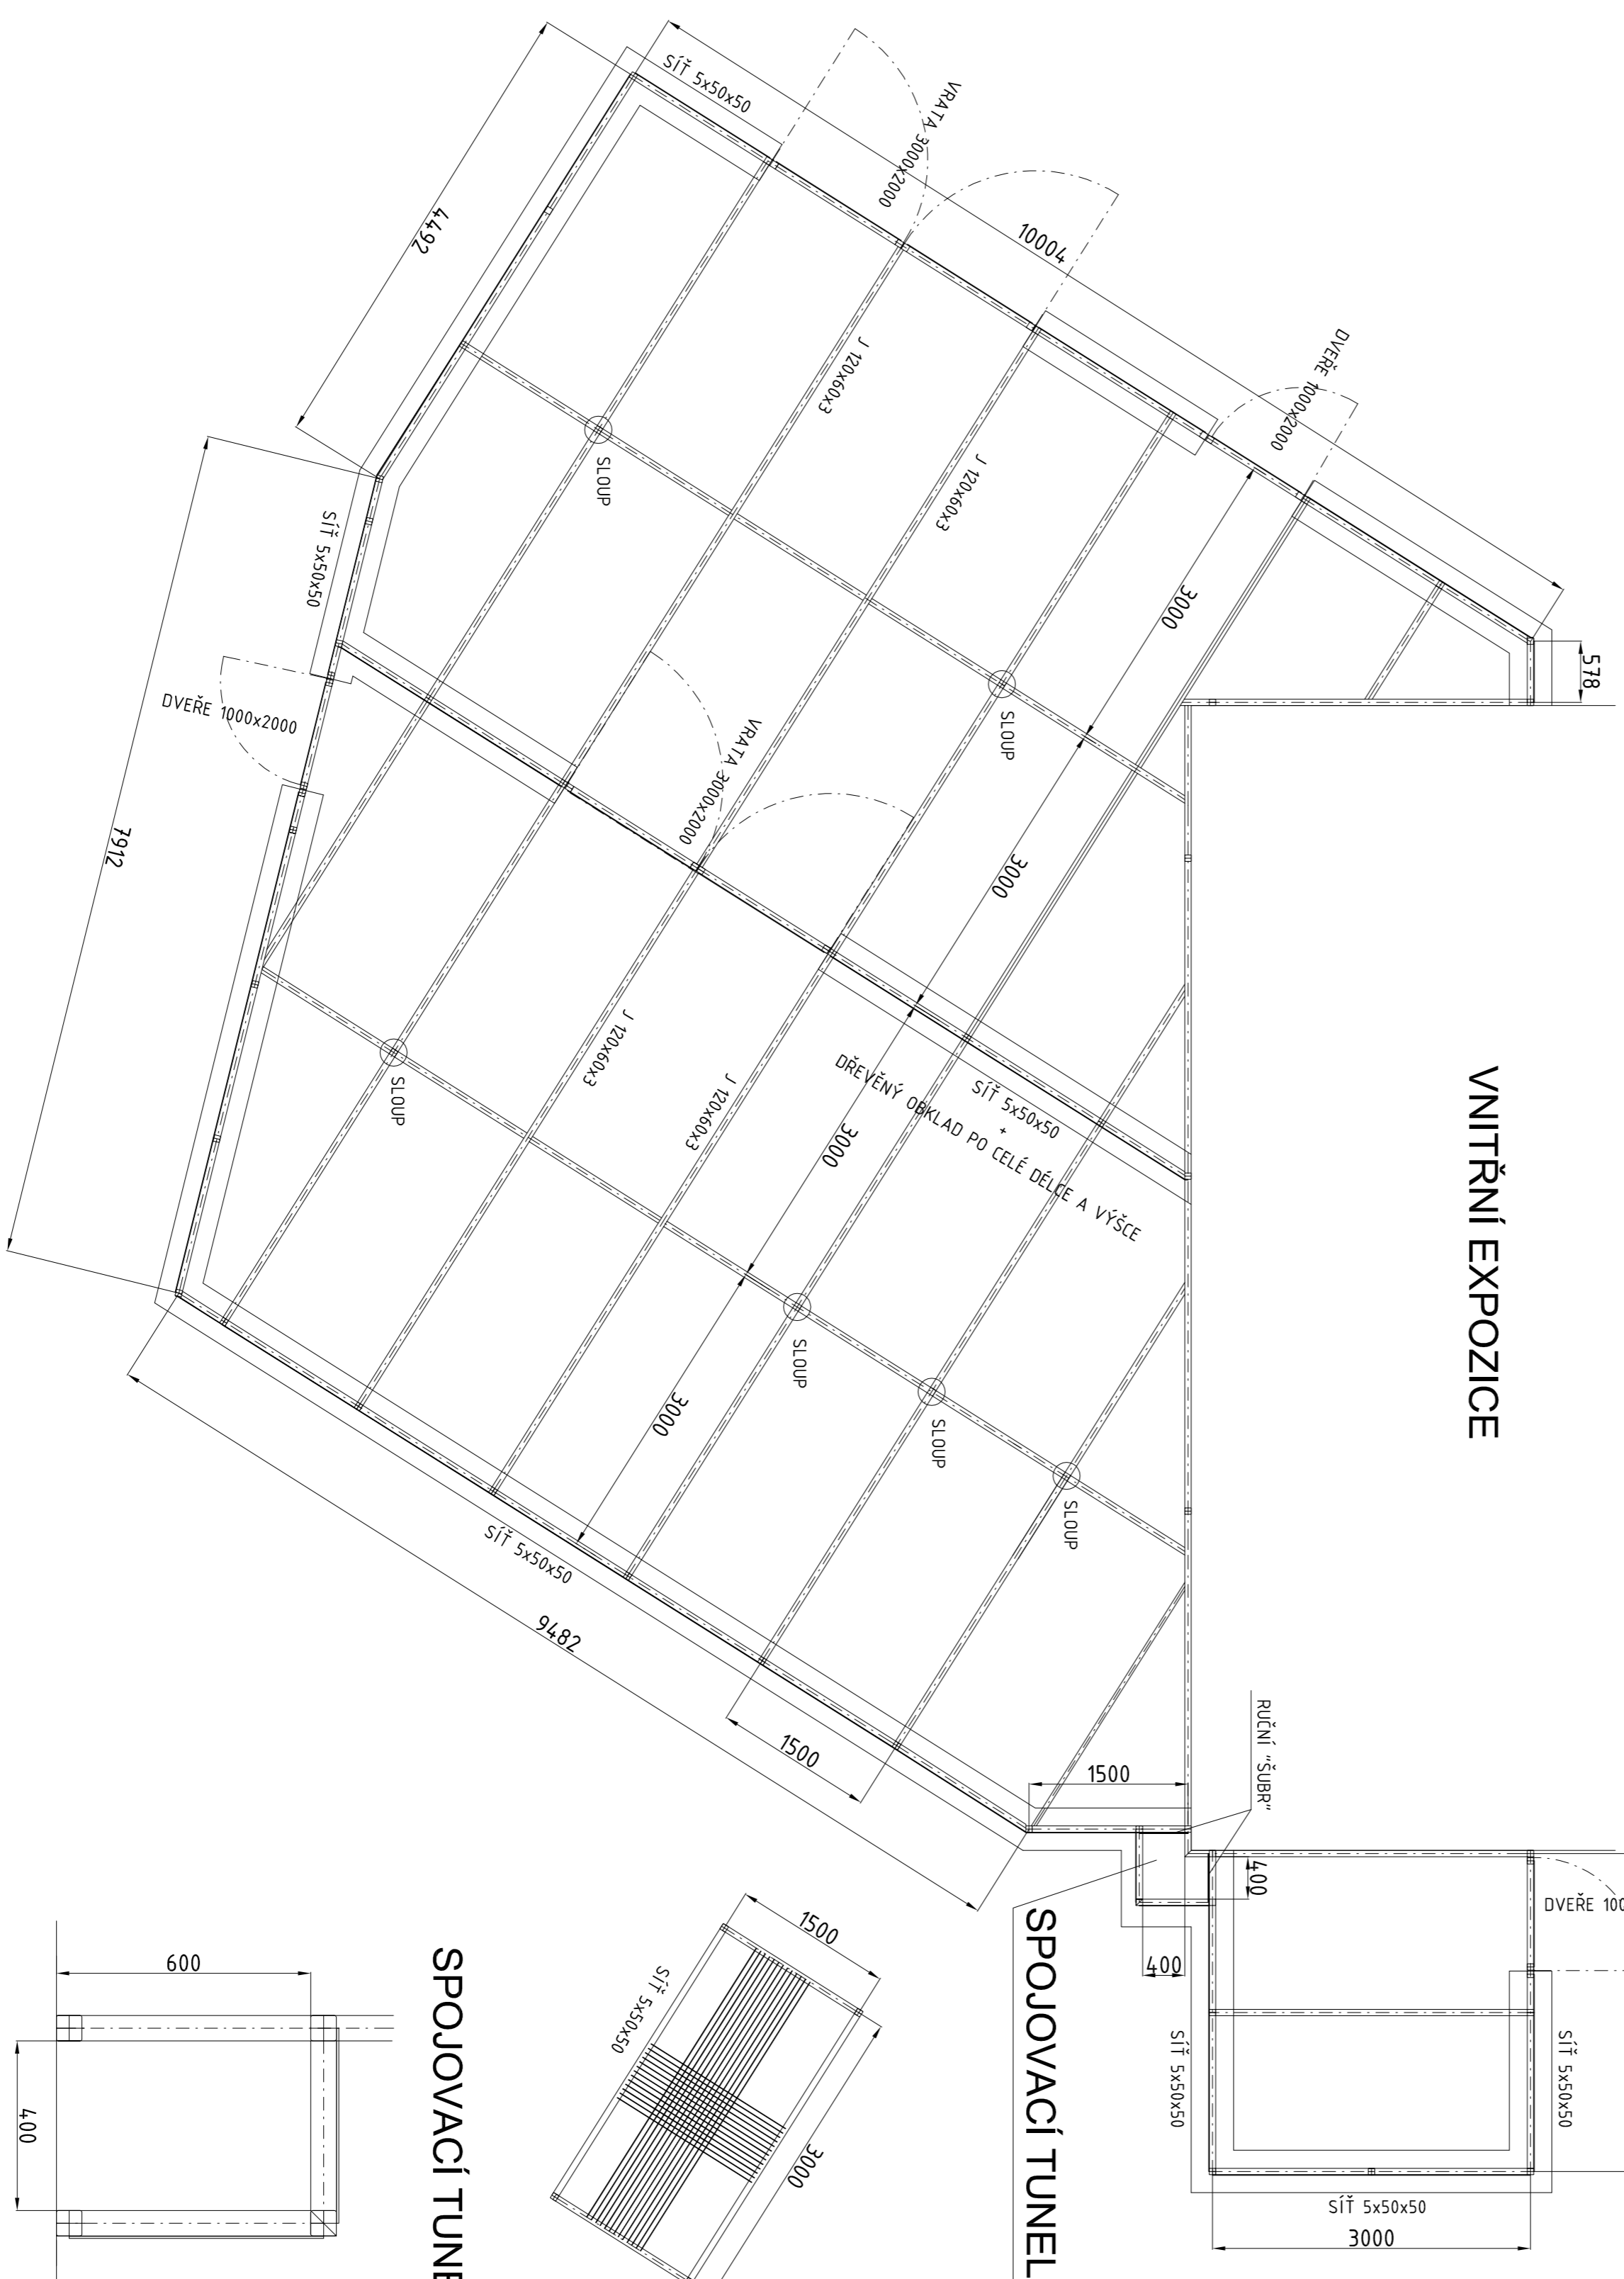 SÍŤ 5x50x50
VRATA 3000x2000
10004
DVEŘE 1000x2000
578
4492
J 120x60x3
J 120x60x3
SLOUP
3000
SLOUP
SÍŤ 5x50x50
DVEŘE 1000x2000
VRATA 3000x2000
3000
7912
VNITŘNÍ EXPOZICE
J 120x60x3
J 120x60x3
SLOUP
3000
SÍŤ 5x50x50
+
DŘEVĚNÝ OBKLAD PO CELÉ DÉLCE A VÝŠCE
SLOUP
SLOUP
SLOUP
3000
SÍŤ 5x50x50
9482
1500
1500
RUČNÍ "ŠUBR"
400
400
DVEŘE 100
SÍŤ 5x50x50
SÍŤ 5x50x50
SÍŤ 5x50x50
3000
SPOJOVACÍ TUNEL
1500
SÍŤ 5x50x50
3000
SPOJOVACÍ TUNE
600
400